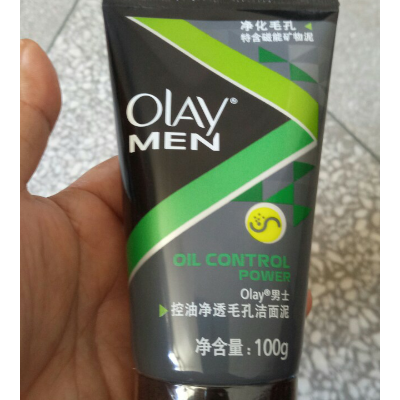 净化毛孔
特含磁能矿物泥
OLAY®
MEN
OIL CONTROL
POWER
Olay®男士
控油净透毛孔洁面泥
净含量：100g